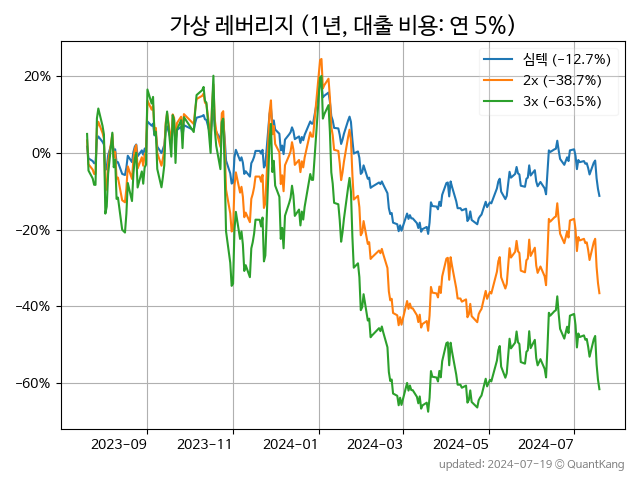 가상 레버리지 (1년, 대출 비용: 연 5%)
심텍 (−12.7%)
2x (−38.7%)
3x (−63.5%)
20%
0%
−20%
−40%
−60%
2023-09 2023-11 2024-01 2024-03 2024-05 2024-07
updated: 2024-07-19 © QuantKang